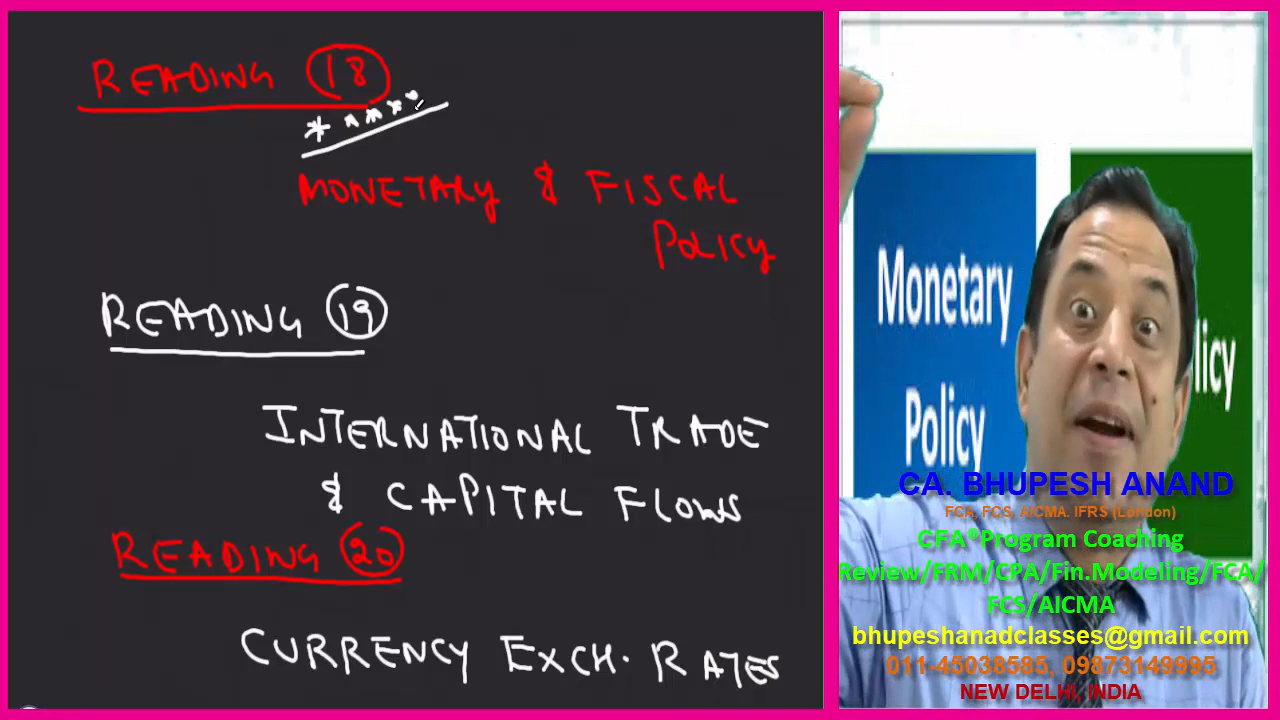 READING 18
* * * * *
MONETARY & FISCAL
POLICY
READING 19
INTERNATIONAL TRADE
& CAPITAL FLOWS
READING 20
CURRENCY EXCH. RATES
Monetary
Policy
licy
CA. BHUPESH ANAND
FCA, FCS, AICMA. IFRS (London)
CFA®Program Coaching
Review/FRM/CPA/Fin.Modeling/FCA/
FCS/AICMA
bhupeshanadclasses@gmail.com
011-45038585, 09873149995
NEW DELHI, INDIA